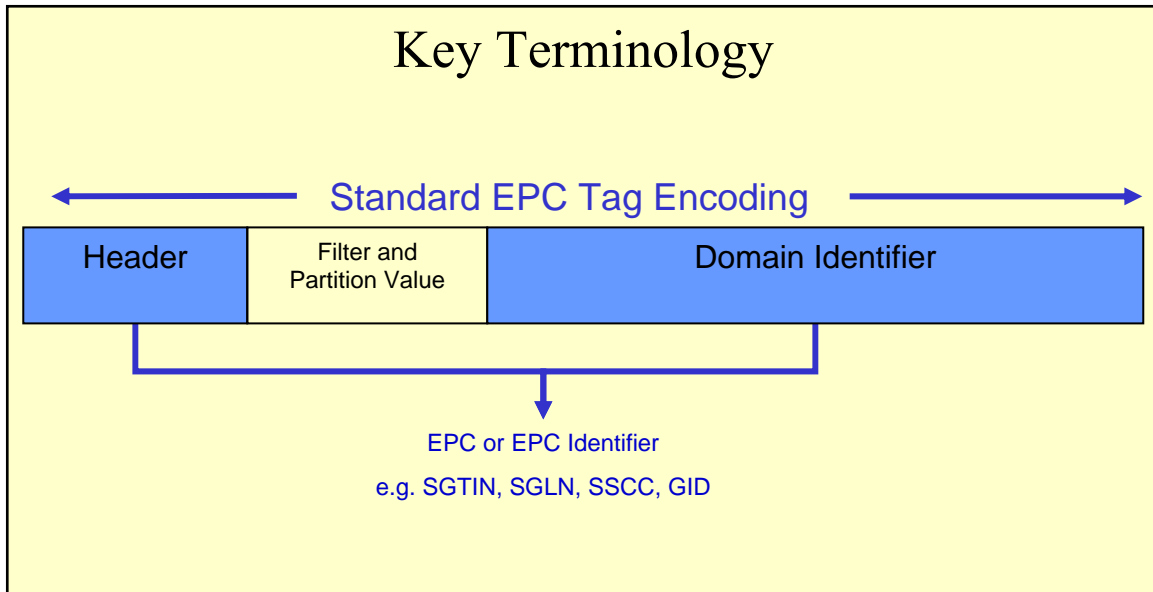 Key Terminology
Standard EPC Tag Encoding
Header
Filter and
Partition Value
Domain Identifier
EPC or EPC Identifier
e.g. SGTIN, SGLN, SSCC, GID